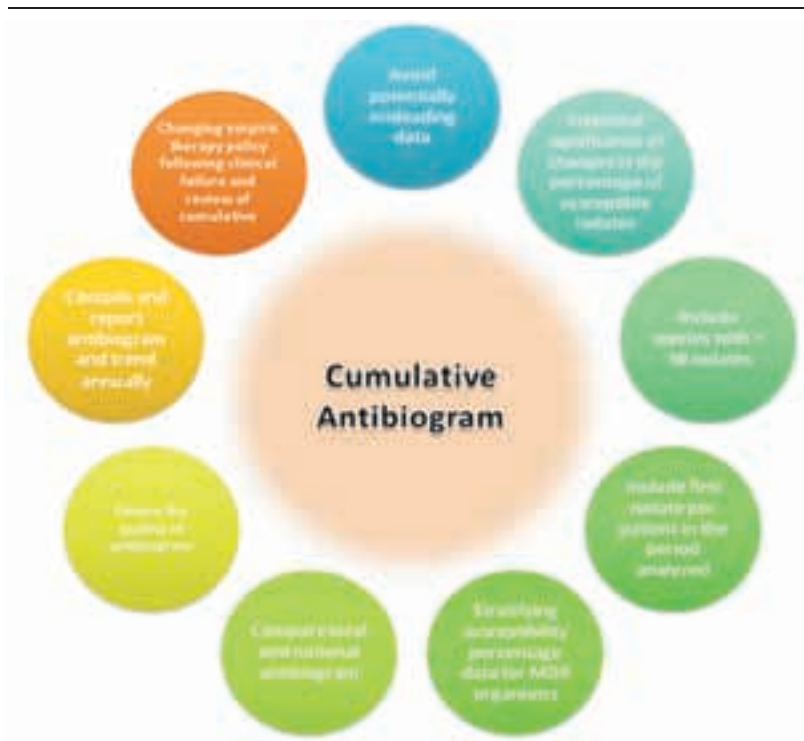 Cumulative
Antibiogram
Avoid
potentially
misleading
data
Statistical
significance of
changes in the
percentage of
susceptible
isolates
Include
species with
30 isolates
Include first
isolate per
patient in the
period
analyzed
Stratifying
susceptibility
percentage
data for MDR
organisms
Compare local
and national
antibiogram
Ensure the
quality of
antibiogram
Compile and
report
antibiogram
and trend
annually
Changing empiric
therapy policy
following clinical
failure and
review of
cumulative